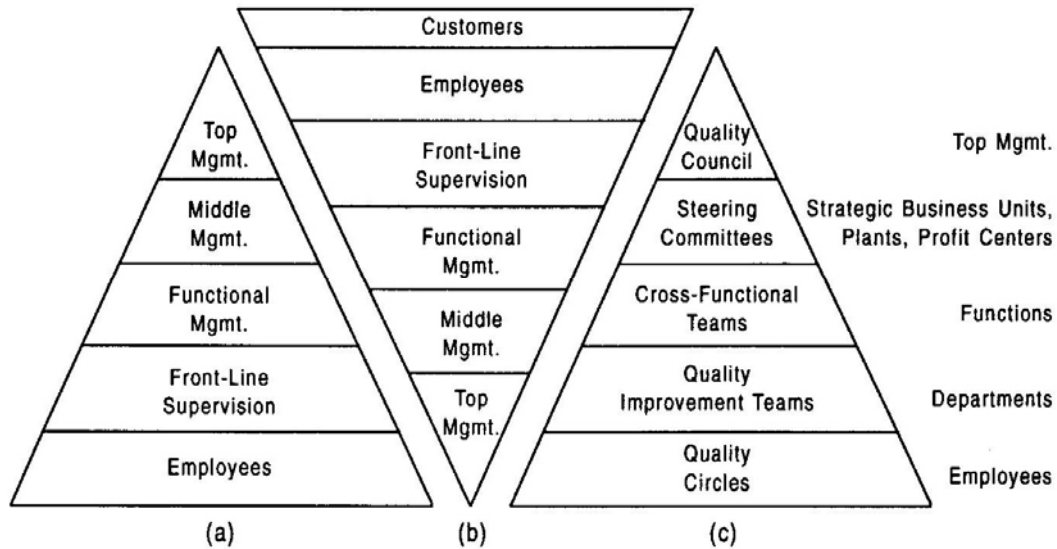 Top
Mgmt.
Middle
Mgmt.
Functional
Mgmt.
Front-Line
Supervision
Employees
(a)
Customers
Employees
Front-Line
Supervision
Functional
Mgmt.
Middle
Mgmt.
Top
Mgmt.
(b)
Quality
Council
Steering
Committees
Cross-Functional
Teams
Quality
Improvement Teams
Quality
Circles
(c)
Top Mgmt.
Strategic Business Units,
Plants, Profit Centers
Functions
Departments
Employees